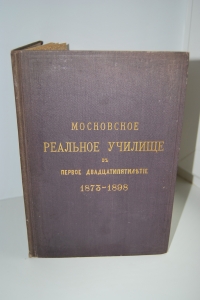 МОСКОВСКОЕ
РЕАЛЬНОЕ УЧИЛИЩЕ
въ
ПЕРВОЕ ДВАДЦАТИПЯТИЛѢТІЕ
1873-1898